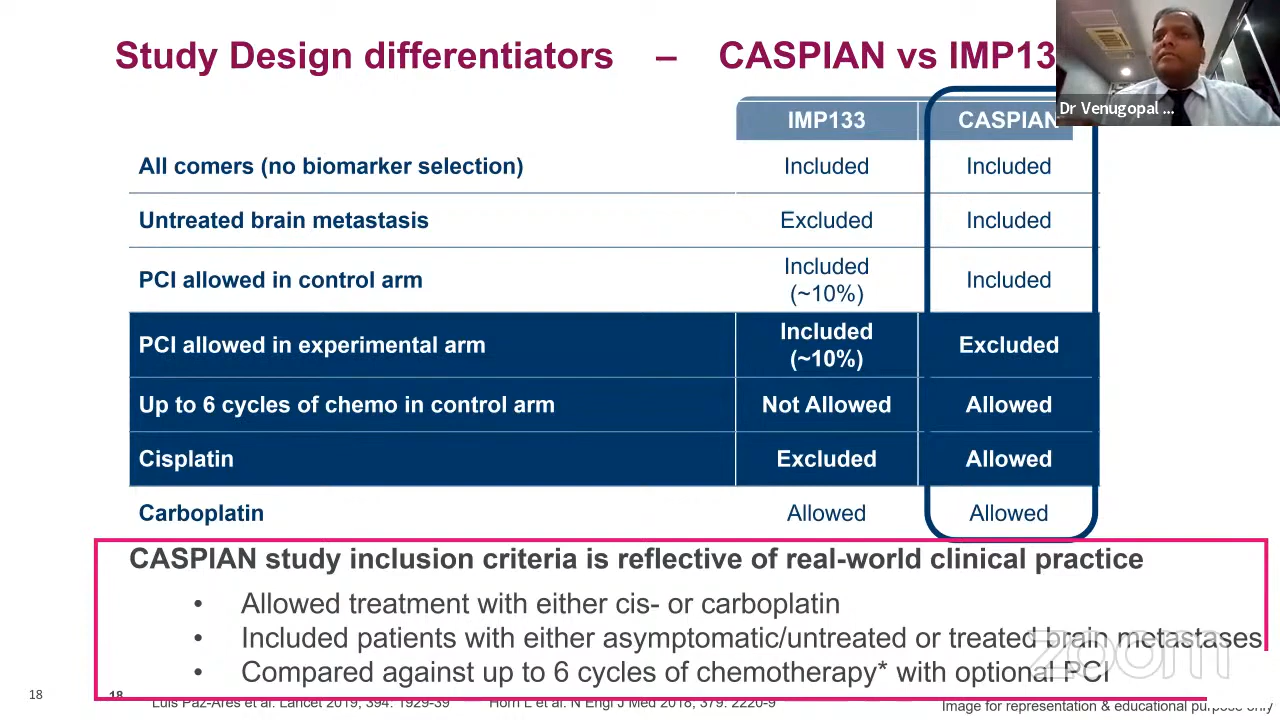 Study Design differentiators – CASPIAN vs IMP13
Dr Venugopal ...
IMP133 CASPIAN
All comers (no biomarker selection) Included Included
Untreated brain metastasis Excluded Included
PCI allowed in control arm Included (~10%) Included
PCI allowed in experimental arm Included (~10%) Excluded
Up to 6 cycles of chemo in control arm Not Allowed Allowed
Cisplatin Excluded Allowed
Carboplatin Allowed Allowed
CASPIAN study inclusion criteria is reflective of real-world clinical practice
• Allowed treatment with either cis- or carboplatin
• Included patients with either asymptomatic/untreated or treated brain metastases
• Compared against up to 6 cycles of chemotherapy* with optional PCI
zoom
18 18 Luis Paz-Ares et al. Lancet 2019; 394: 1929-39 Horn L et al. N Engl J Med 2018; 379: 2220-9 Image for representation & educational purpose only